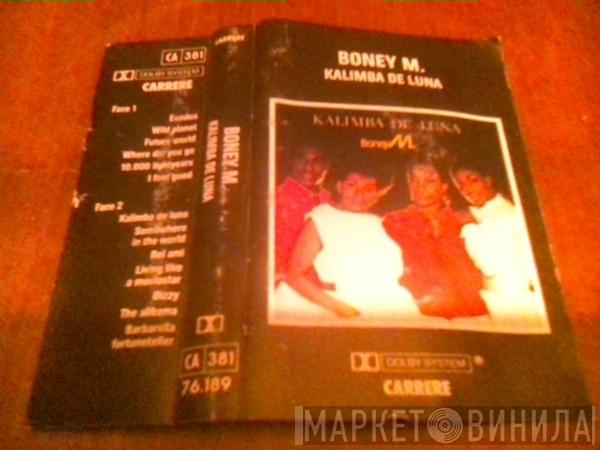 CARRERE
CA 381
DOLBY SYSTEM
CARRERE
Face 1
Exodus
Wild planet
Future world
Where did you go
10.000 lightyears
I feel good
Face 2
Kalimba de luna
Somewhere
in the world
Bel ami
Living like
a moviestar
Dizzy
The alibama
Barbarella
fortuneteller
BONEY M.
KALIMBA DE LUNA
CA 381
76.189
BONEY M.
KALIMBA DE LUNA
KALIMBA DE LUNA
Boney M.
DOLBY SYSTEM ®
CARRERE
МАРКЕТ ВИНИЛА